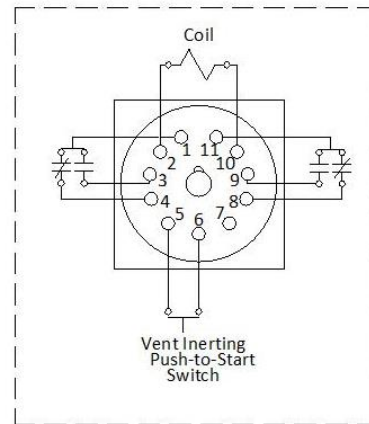 Coil
1 11
2 10
3 9
4 8
5 6 7
Vent Inerting
Push-to-Start
Switch